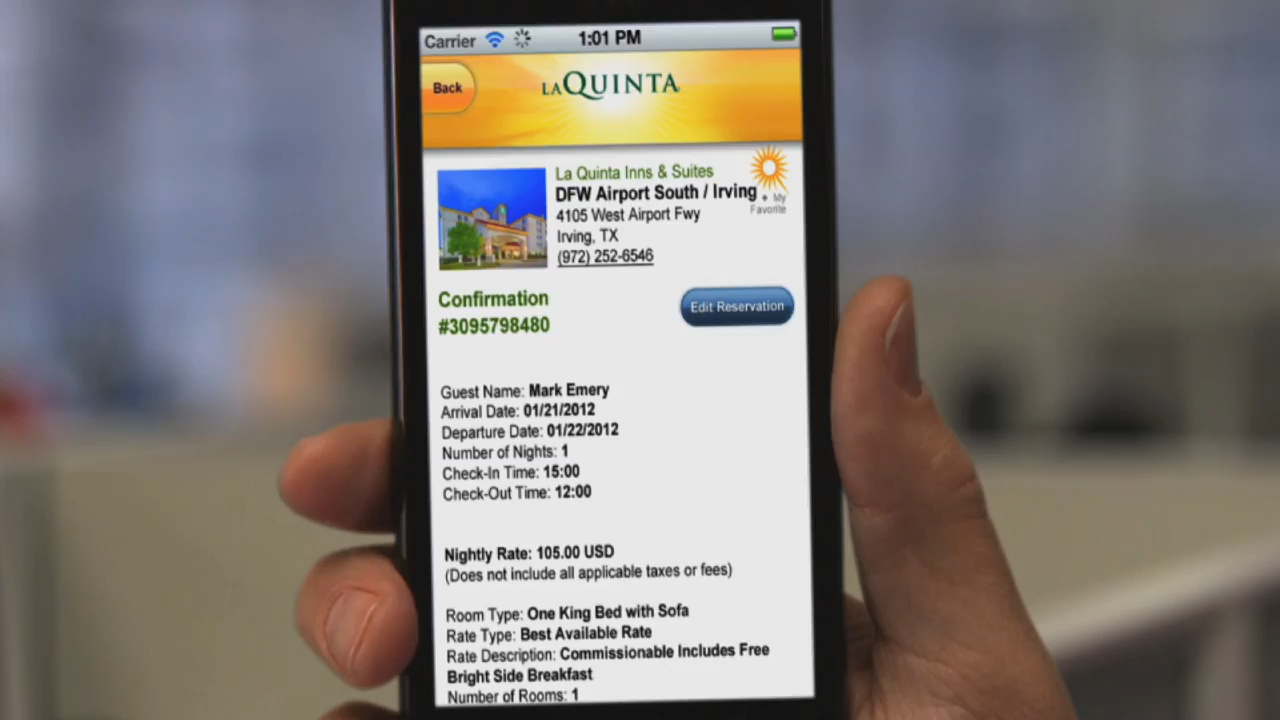 Carrier 1:01 PM
Back
LAQUINTA
La Quinta Inns & Suites
DFW Airport South / Irving
4105 West Airport Fwy
Irving, TX
(972) 252-6546
+ My
Favorite
Confirmation
#3095798480
Edit Reservation
Guest Name: Mark Emery
Arrival Date: 01/21/2012
Departure Date: 01/22/2012
Number of Nights: 1
Check-In Time: 15:00
Check-Out Time: 12:00
Nightly Rate: 105.00 USD
(Does not include all applicable taxes or fees)
Room Type: One King Bed with Sofa
Rate Type: Best Available Rate
Rate Description: Commissionable Includes Free
Bright Side Breakfast
Number of Rooms: 1